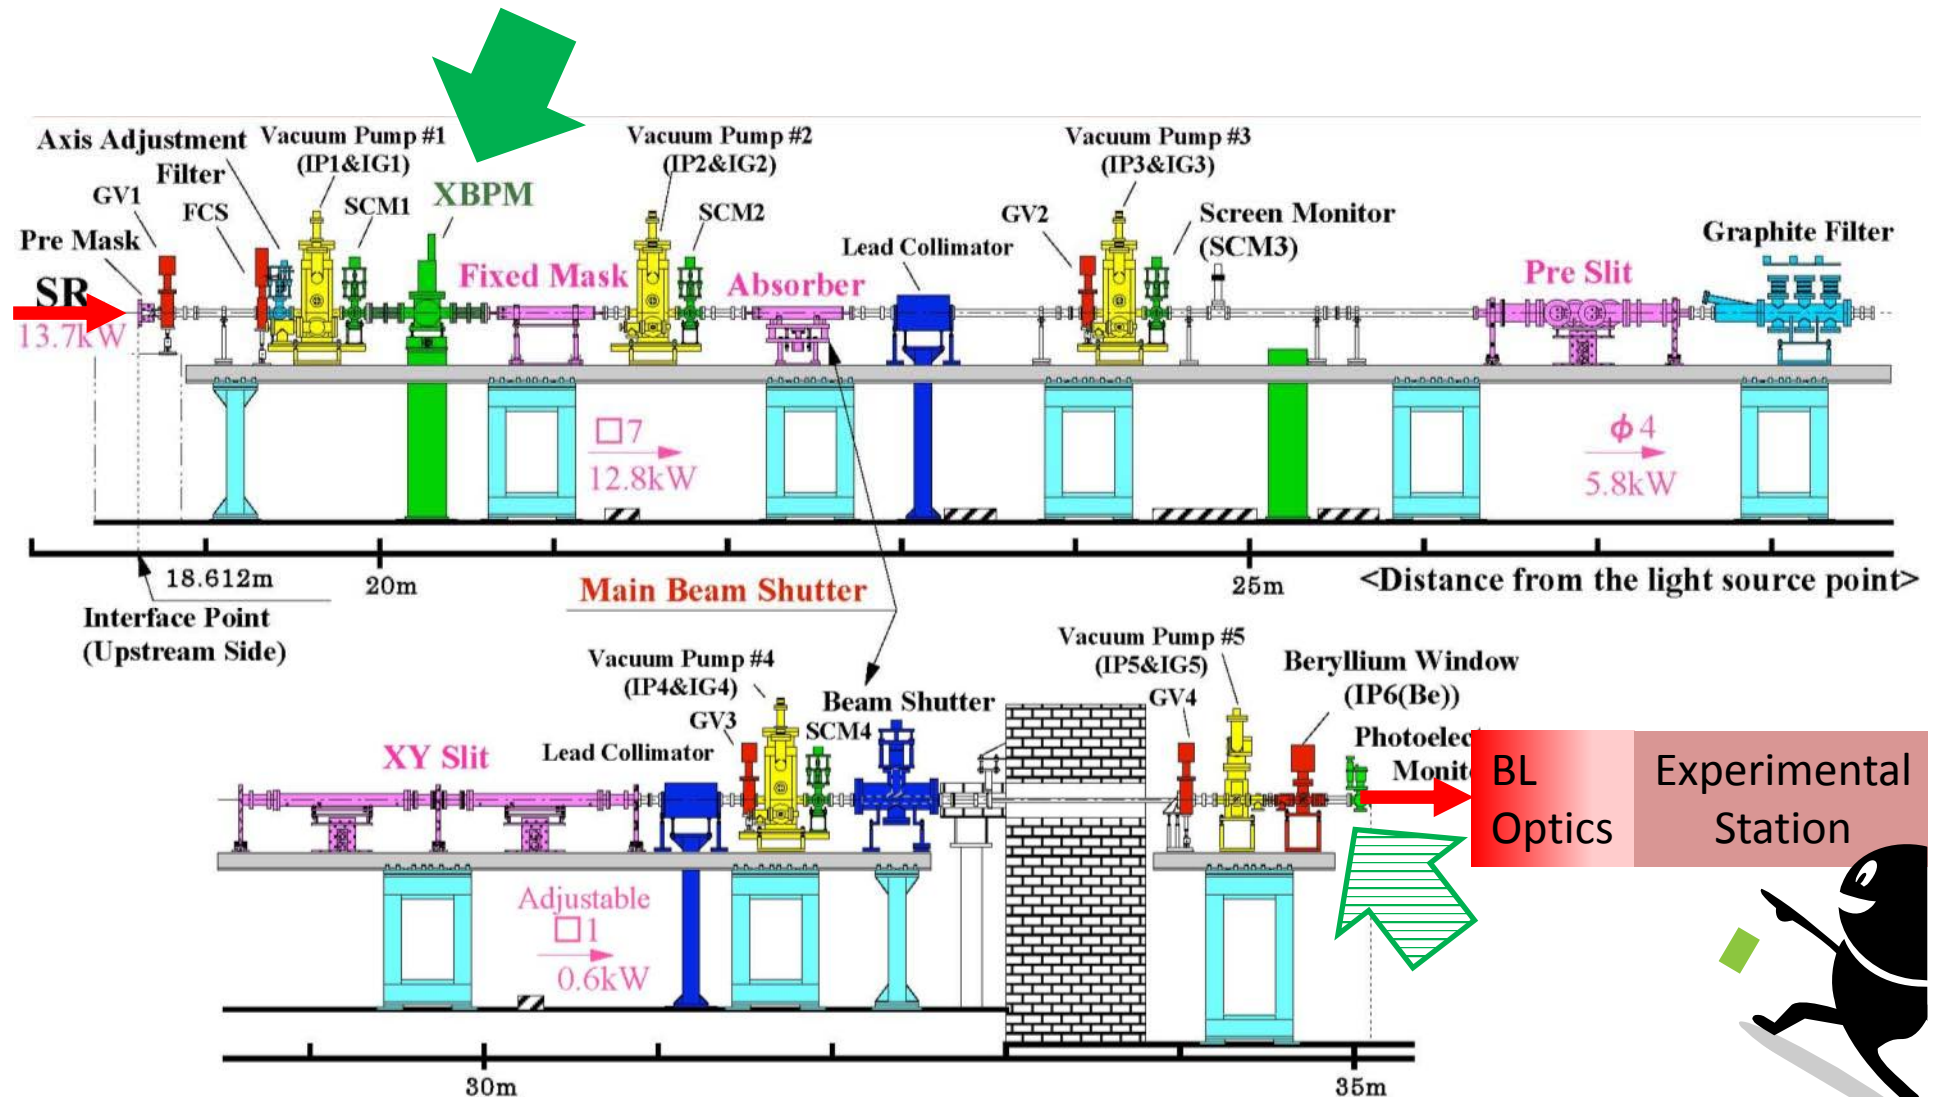 Axis Adjustment
Filter
Vacuum Pump #1
(IP1&IG1)
Vacuum Pump #2
(IP2&IG2)
Vacuum Pump #3
(IP3&IG3)
GV1
FCS
SCM1
XBPM
SCM2
GV2
Screen Monitor
(SCM3)
Graphite Filter
Pre Mask
SR
13.7kW
Fixed Mask
Absorber
Lead Collimator
Pre Slit
□7
12.8kW
ϕ4
5.8kW
18.612m
20m
25m
<Distance from the light source point>
Interface Point
(Upstream Side)
Main Beam Shutter
Vacuum Pump #4
(IP4&IG4)
GV3
SCM4
Beam Shutter
Vacuum Pump #5
(IP5&IG5)
GV4
Beryllium Window
(IP6(Be))
XY Slit
Lead Collimator
Photoelec
Monit
BL
Optics
Experimental
Station
Adjustable
□1
0.6kW
30m
35m